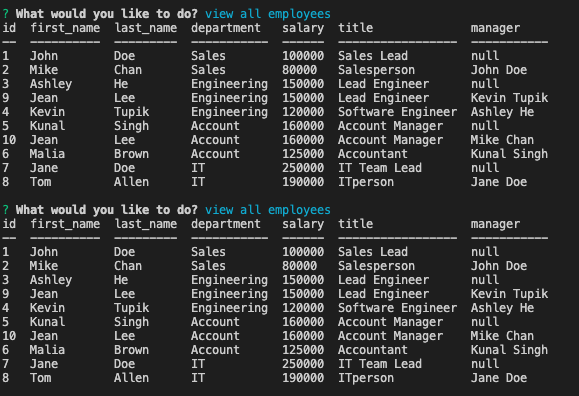 ? What would you like to do? view all employees
id  first_name  last_name  department   salary  title              manager
--  ----------  ---------  -----------  ------  -----------------  -----------
1   John        Doe        Sales        100000  Sales Lead         null
2   Mike        Chan       Sales        80000   Salesperson        John Doe
3   Ashley      He         Engineering  150000  Lead Engineer      null
9   Jean        Lee        Engineering  150000  Lead Engineer      Kevin Tupik
4   Kevin       Tupik      Engineering  120000  Software Engineer  Ashley He
5   Kunal       Singh      Account      160000  Account Manager    null
10  Jean        Lee        Account      160000  Account Manager    Mike Chan
6   Malia       Brown      Account      125000  Accountant         Kunal Singh
7   Jane        Doe        IT           250000  IT Team Lead       null
8   Tom         Allen      IT           190000  ITperson           Jane Doe
? What would you like to do? view all employees
id  first_name  last_name  department   salary  title              manager
--  ----------  ---------  -----------  ------  -----------------  -----------
1   John        Doe        Sales        100000  Sales Lead         null
2   Mike        Chan       Sales        80000   Salesperson        John Doe
3   Ashley      He         Engineering  150000  Lead Engineer      null
9   Jean        Lee        Engineering  150000  Lead Engineer      Kevin Tupik
4   Kevin       Tupik      Engineering  120000  Software Engineer  Ashley He
5   Kunal       Singh      Account      160000  Account Manager    null
10  Jean        Lee        Account      160000  Account Manager    Mike Chan
6   Malia       Brown      Account      125000  Accountant         Kunal Singh
7   Jane        Doe        IT           250000  IT Team Lead       null
8   Tom         Allen      IT           190000  ITperson           Jane Doe